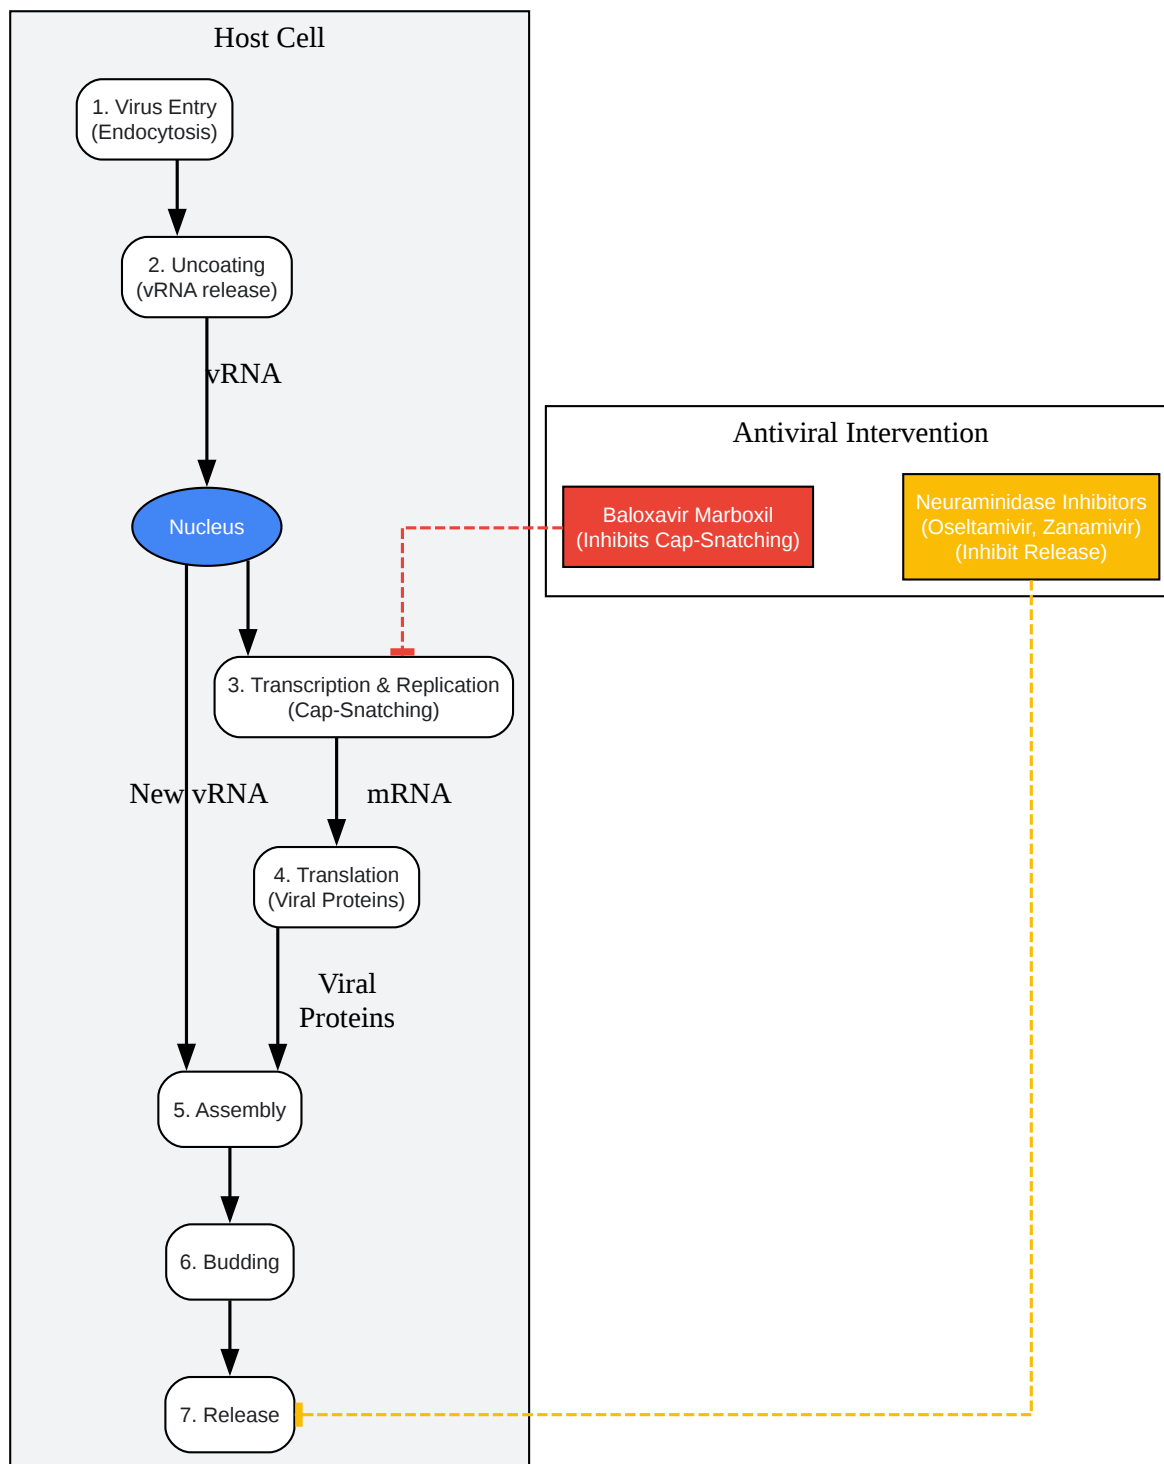 Host Cell
1. Virus Entry
(Endocytosis)
2. Uncoating
(vRNA release)
vRNA
Nucleus
Antiviral Intervention
Baloxavir Marboxil
(Inhibits Cap-Snatching)
Neuraminidase Inhibitors
(Oseltamivir, Zanamivir)
(Inhibit Release)
3. Transcription & Replication
(Cap-Snatching)
New vRNA
mRNA
4. Translation
(Viral Proteins)
Viral
Proteins
5. Assembly
6. Budding
7. Release